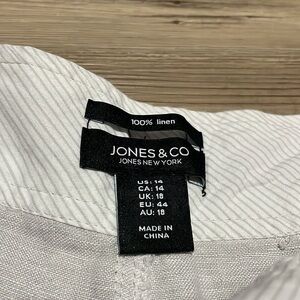 100% linen
JONES & CO
JONES NEW YORK
US: 14
CA: 14
UK: 18
EU: 44
AU: 18
MADE IN
CHINA